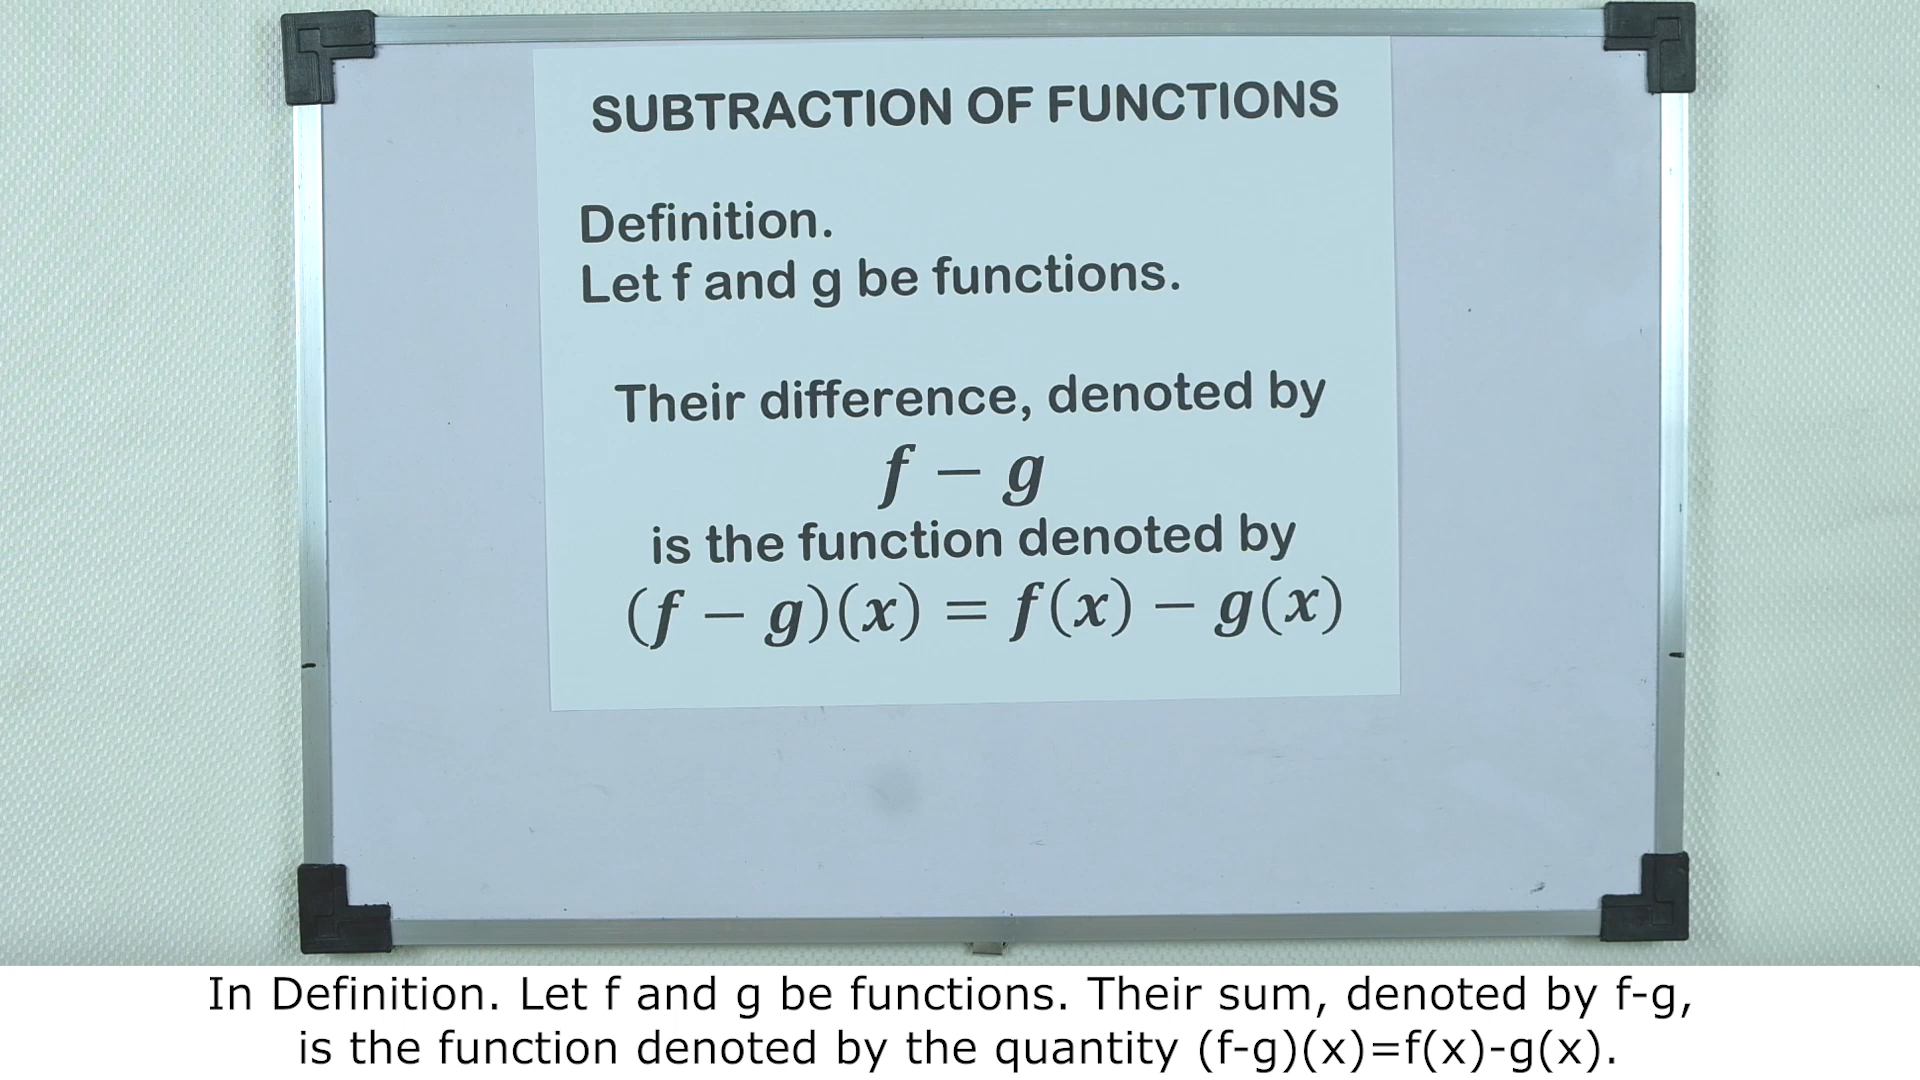 SUBTRACTION OF FUNCTIONS
Definition.
Let f and g be functions.
Their difference, denoted by
f − g
is the function denoted by
(f − g)(x) = f(x) − g(x)
In Definition. Let f and g be functions. Their sum, denoted by f-g,
is the function denoted by the quantity (f-g)(x)=f(x)-g(x).